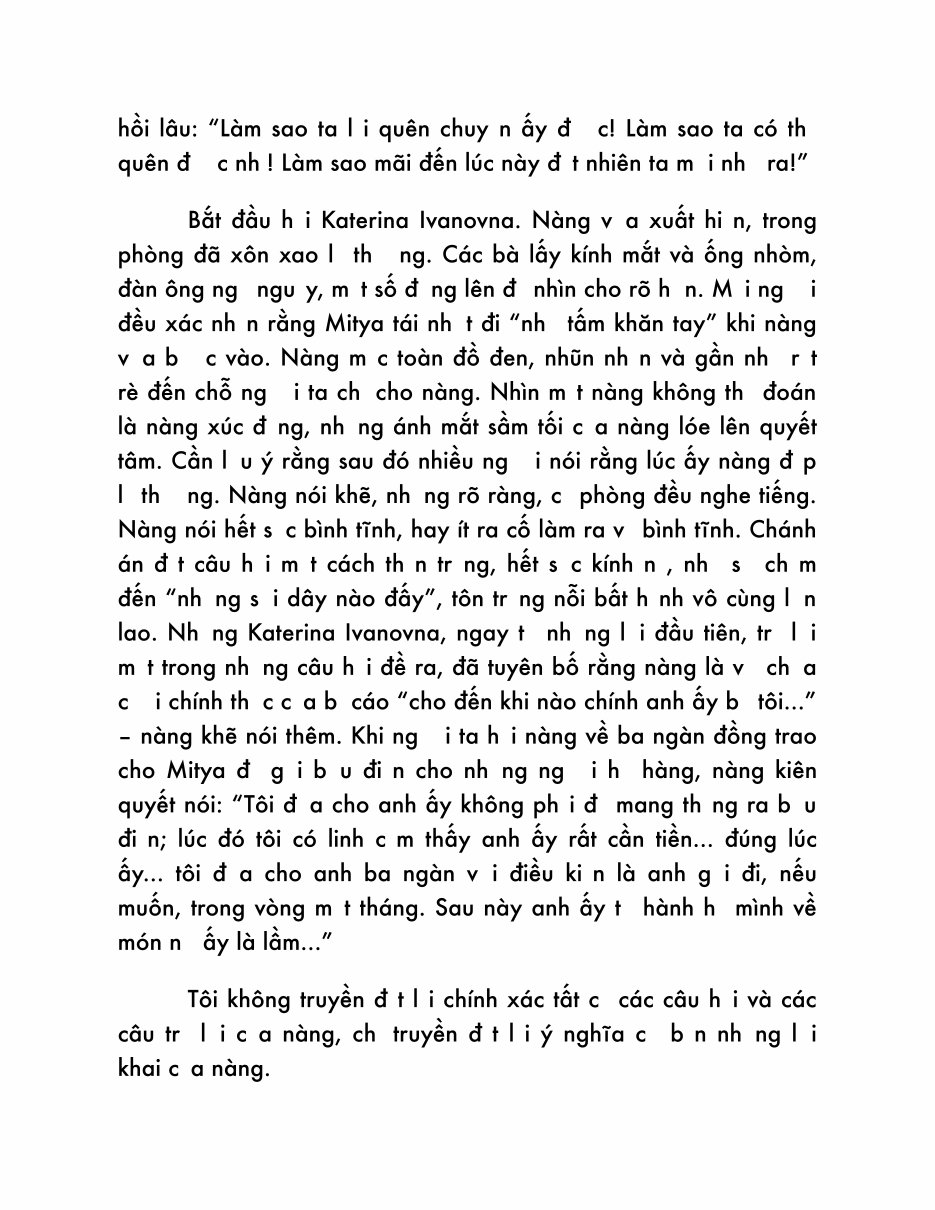 hồi lâu: “Làm sao ta l i quên chuy n ấy đ c! Làm sao ta có th
quên đ c nh ! Làm sao mãi đến lúc này đ t nhiên ta m i nh ra!”
Bắt đầu h i Katerina Ivanovna. Nàng v a xuất hi n, trong
phòng đã xôn xao l th ng. Các bà lấy kính mắt và ống nhòm,
đàn ông ng ngu y, m t số đ ng lên đ nhìn cho rõ h n. M i ng i
đều xác nh n rằng Mitya tái nh t đi “nh tấm khăn tay” khi nàng
v a b c vào. Nàng m c toàn đồ đen, nhũn nh n và gần nh r t
rè đến chỗ ng i ta ch cho nàng. Nhìn m t nàng không th đoán
là nàng xúc đ ng, nh ng ánh mắt sầm tối c a nàng lóe lên quyết
tâm. Cần l u ý rằng sau đó nhiều ng i nói rằng lúc ấy nàng đ p
l th ng. Nàng nói khẽ, nh ng rõ ràng, c phòng đều nghe tiếng.
Nàng nói hết s c bình tĩnh, hay ít ra cố làm ra v bình tĩnh. Chánh
án đ t câu h i m t cách th n tr ng, hết s c kính n , nh s ch m
đến “nh ng s i dây nào đấy”, tôn tr ng nỗi bất h nh vô cùng l n
lao. Nh ng Katerina Ivanovna, ngay t nh ng l i đầu tiên, tr l i
m t trong nh ng câu h i đề ra, đã tuyên bố rằng nàng là v ch a
c i chính th c c a b cáo “cho đến khi nào chính anh ấy b tôi...”
– nàng khẽ nói thêm. Khi ng i ta h i nàng về ba ngàn đồng trao
cho Mitya đ g i b u đi n cho nh ng ng i h hàng, nàng kiên
quyết nói: “Tôi đ a cho anh ấy không ph i đ mang th ng ra b u
đi n; lúc đó tôi có linh c m thấy anh ấy rất cần tiền... đúng lúc
ấy... tôi đ a cho anh ba ngàn v i điều ki n là anh g i đi, nếu
muốn, trong vòng m t tháng. Sau này anh ấy t hành h mình về
món n ấy là lầm...”
Tôi không truyền đ t l i chính xác tất c các câu h i và các
câu tr l i c a nàng, ch truyền đ t l i ý nghĩa c b n nh ng l i
khai c a nàng.